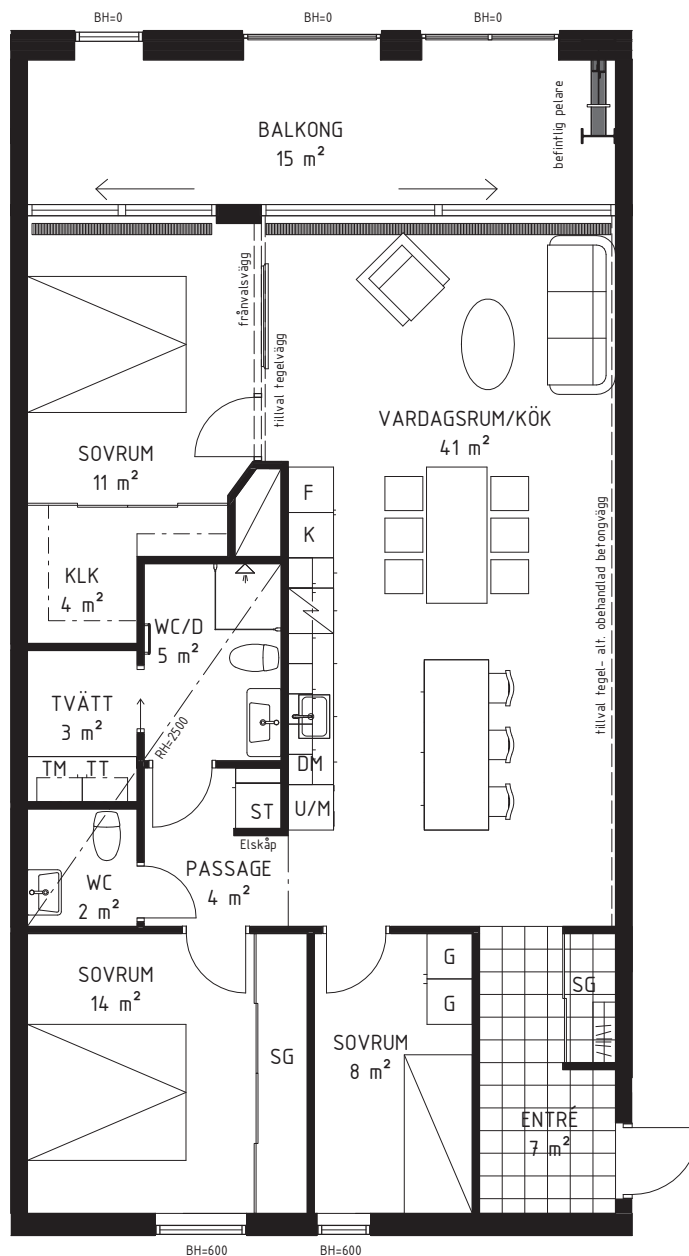 BH=0
BH=0
BH=0
BALKONG
15 m²
befintlig pelare
frånvalsvägg
tillval tegelvägg
VARDAGSRUM/KÖK
41 m²
SOVRUM
11 m²
F
K
KLK
4 m²
WC/D
5 m²
tillval tegel- alt. obehandlad betongvägg
TVÄTT
3 m²
RH=2500
TM
TT
DM
ST
U/M
Elskåp
PASSAGE
4 m²
WC
2 m²
SOVRUM
14 m²
SG
SOVRUM
8 m²
G
G
SG
ENTRÉ
7 m²
BH=600
BH=600